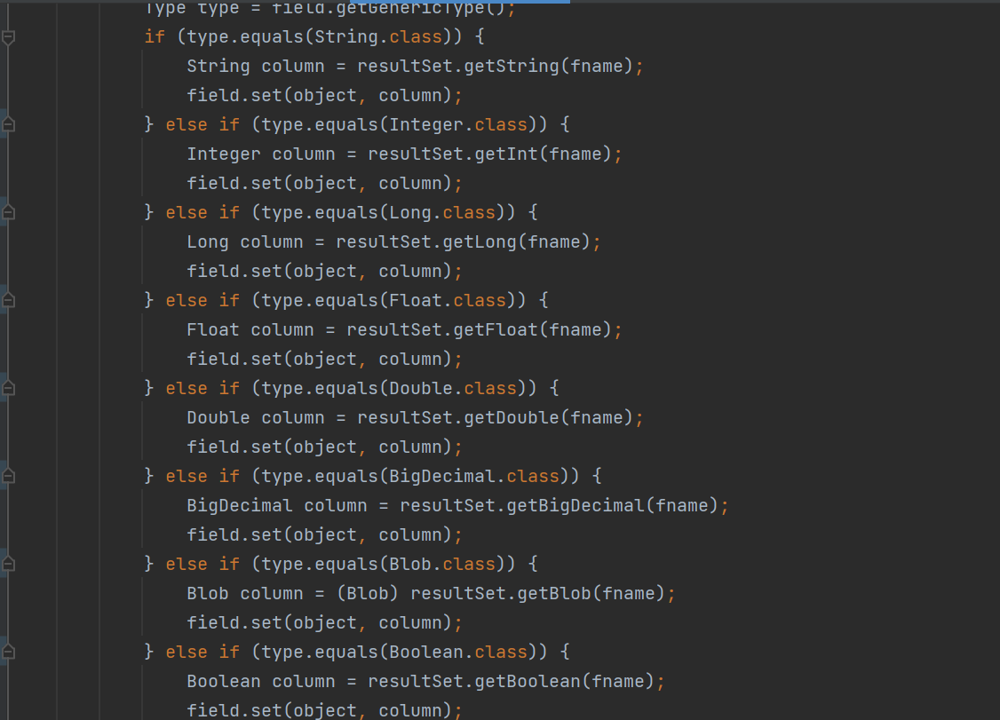 Type type = field.getGenericType();
if (type.equals(String.class)) {
String column = resultSet.getString(fname);
field.set(object, column);
} else if (type.equals(Integer.class)) {
Integer column = resultSet.getInt(fname);
field.set(object, column);
} else if (type.equals(Long.class)) {
Long column = resultSet.getLong(fname);
field.set(object, column);
} else if (type.equals(Float.class)) {
Float column = resultSet.getFloat(fname);
field.set(object, column);
} else if (type.equals(Double.class)) {
Double column = resultSet.getDouble(fname);
field.set(object, column);
} else if (type.equals(BigDecimal.class)) {
BigDecimal column = resultSet.getBigDecimal(fname);
field.set(object, column);
} else if (type.equals(Blob.class)) {
Blob column = (Blob) resultSet.getBlob(fname);
field.set(object, column);
} else if (type.equals(Boolean.class)) {
Boolean column = resultSet.getBoolean(fname);
field.set(object, column);